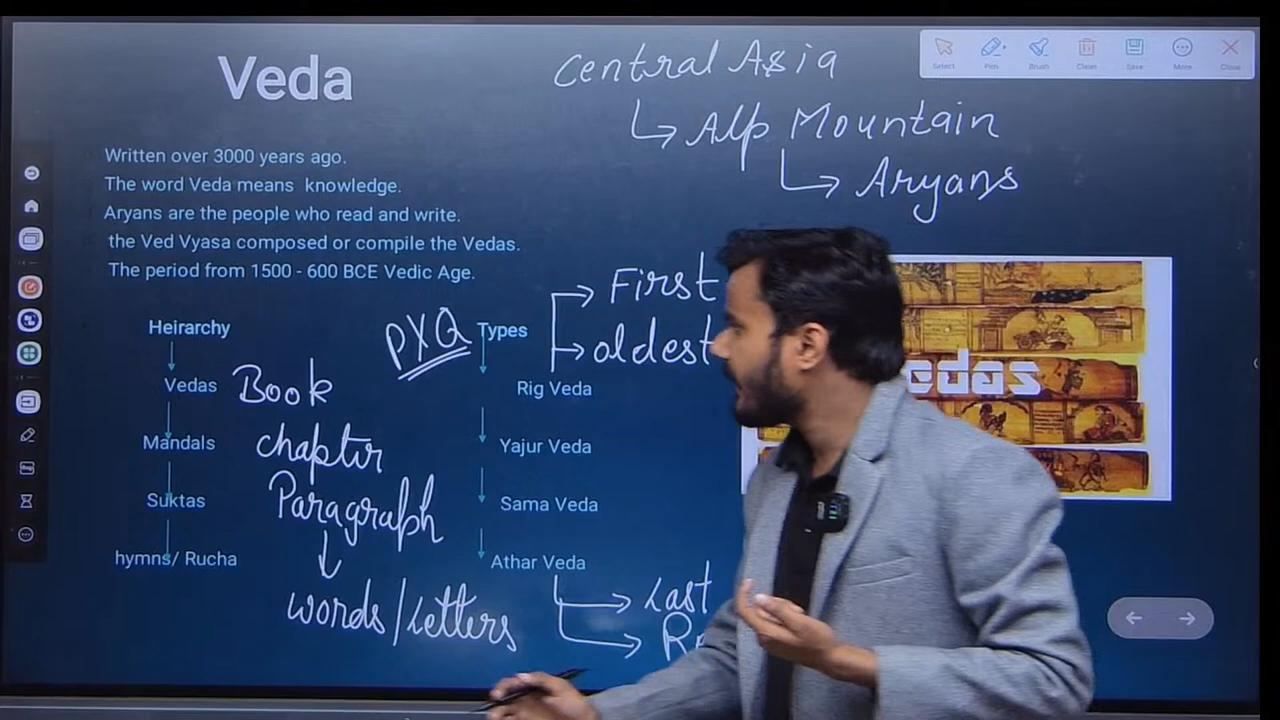 Veda
Central Asia
Alp Mountain
Aryans
Select Pen Brush Clean Save More Close
Written over 3000 years ago.
The word Veda means knowledge.
Aryans are the people who read and write.
the Ved Vyasa composed or compile the Vedas.
The period from 1500 - 600 BCE Vedic Age.
Heirarchy
Vedas Book
Mandals chapter
Suktas Paragraph
hymns/ Rucha
words/letters
PYQ Types
First
oldest
Rig Veda
Yajur Veda
Sama Veda
Athar Veda
Last
edas